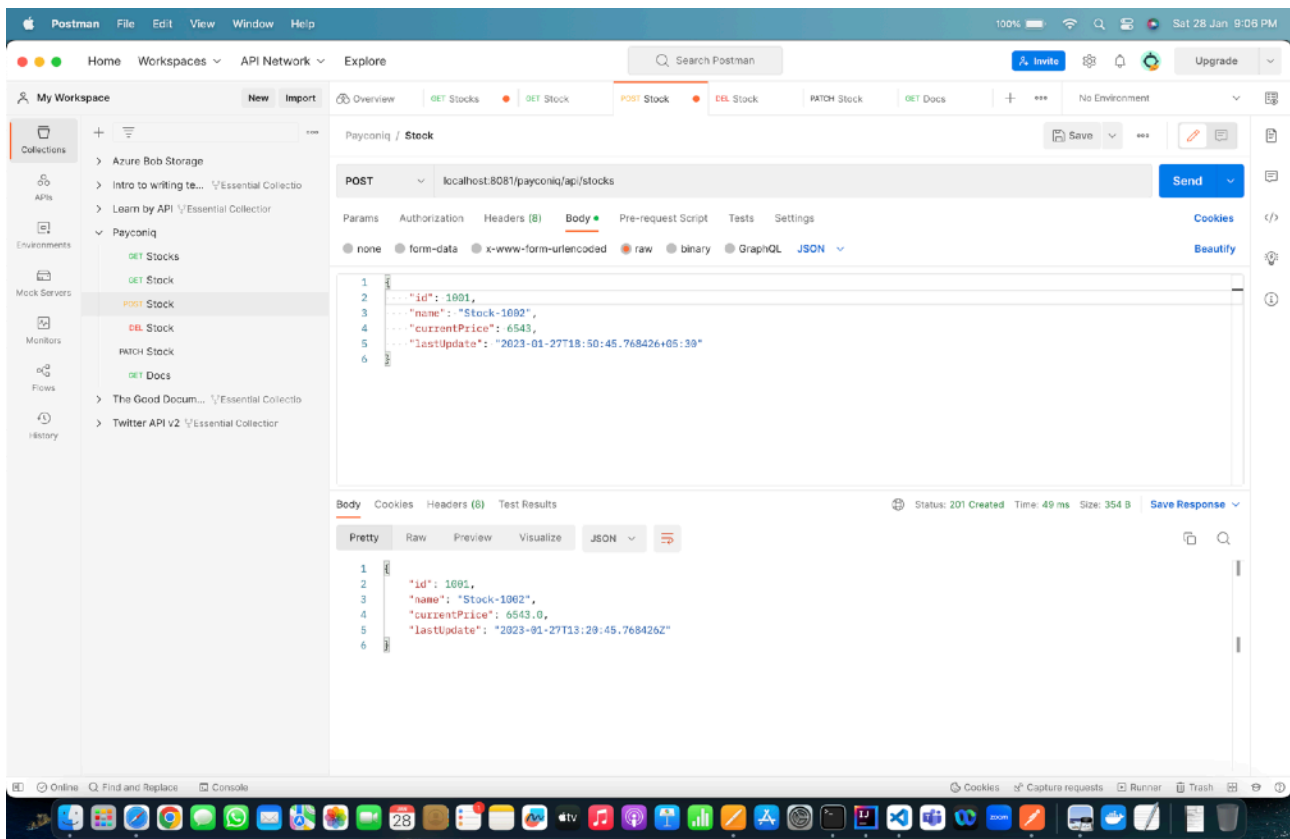 Postman File Edit View Window Help 100% Sat 28 Jan 9:06 PM
Home Workspaces API Network Explore Search Postman Invite Upgrade
My Workspace New Import Overview GET Stocks GET Stock POST Stock DEL Stock PATCH Stock GET Docs No Environment
Collections
APIs
Environments
Mock Servers
Monitors
Flows
History
Azure Bob Storage
Intro to writing te... Essential Collectio
Learn by API Essential Collectior
Payconiq
GET Stocks
GET Stock
POST Stock
DEL Stock
PATCH Stock
GET Docs
The Good Docum... Essential Collectio
Twitter API v2 Essential Collectior
Payconiq / Stock Save
POST localhost:8081/payconiq/api/stocks Send
Params Authorization Headers (8) Body Pre-request Script Tests Settings Cookies
none form-data x-www-form-urlencoded raw binary GraphQL JSON Beautify
1 {
2 "id": 1001,
3 "name": "Stock-1002",
4 "currentPrice": 6543,
5 "lastUpdate": "2023-01-27T18:50:45.768426+05:30"
6 }
Body Cookies Headers (8) Test Results Status: 201 Created Time: 49 ms Size: 354 B Save Response
Pretty Raw Preview Visualize JSON
1 {
2 "id": 1001,
3 "name": "Stock-1002",
4 "currentPrice": 6543.0,
5 "lastUpdate": "2023-01-27T13:20:45.768426Z"
6 }
Online Find and Replace Console Cookies Capture requests Runner Trash
28 1 tv zoom